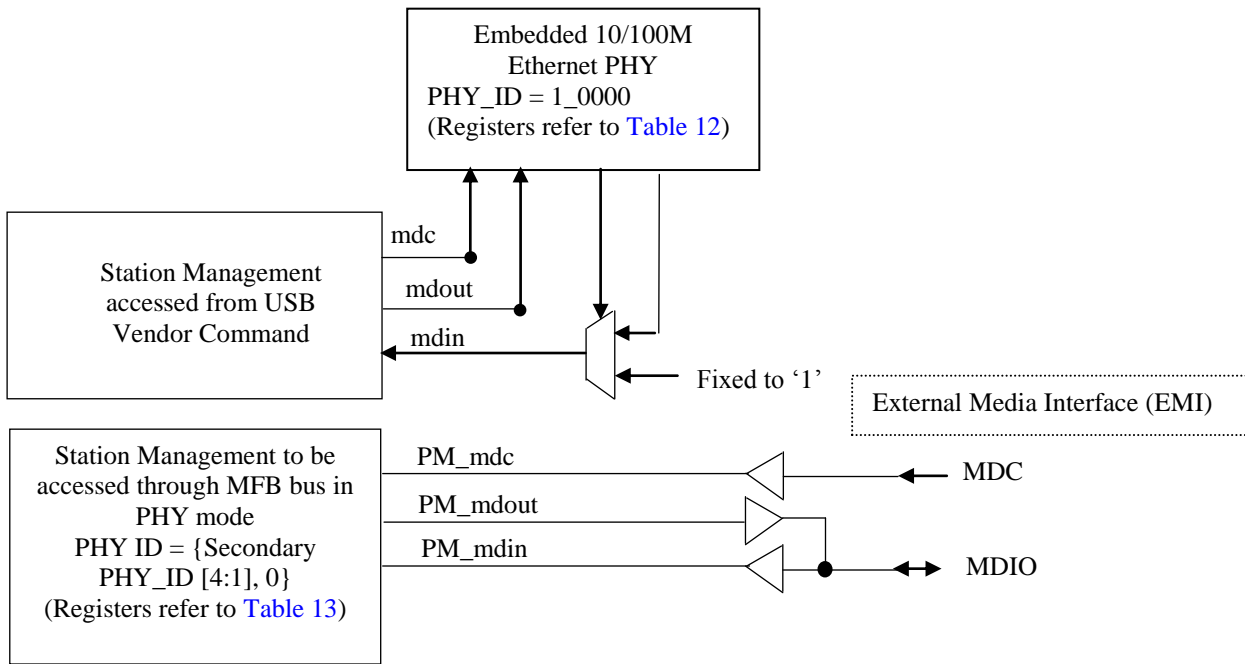 Embedded 10/100M
Ethernet PHY
PHY_ID = 1_0000
(Registers refer to Table 12)
mdc
Station Management
accessed from USB
Vendor Command
mdout
mdin
Fixed to ‘1’
External Media Interface (EMI)
Station Management to be
accessed through MFB bus in
PHY mode
PHY ID = {Secondary
PHY_ID [4:1], 0}
(Registers refer to Table 13)
PM_mdc
MDC
PM_mdout
PM_mdin
MDIO